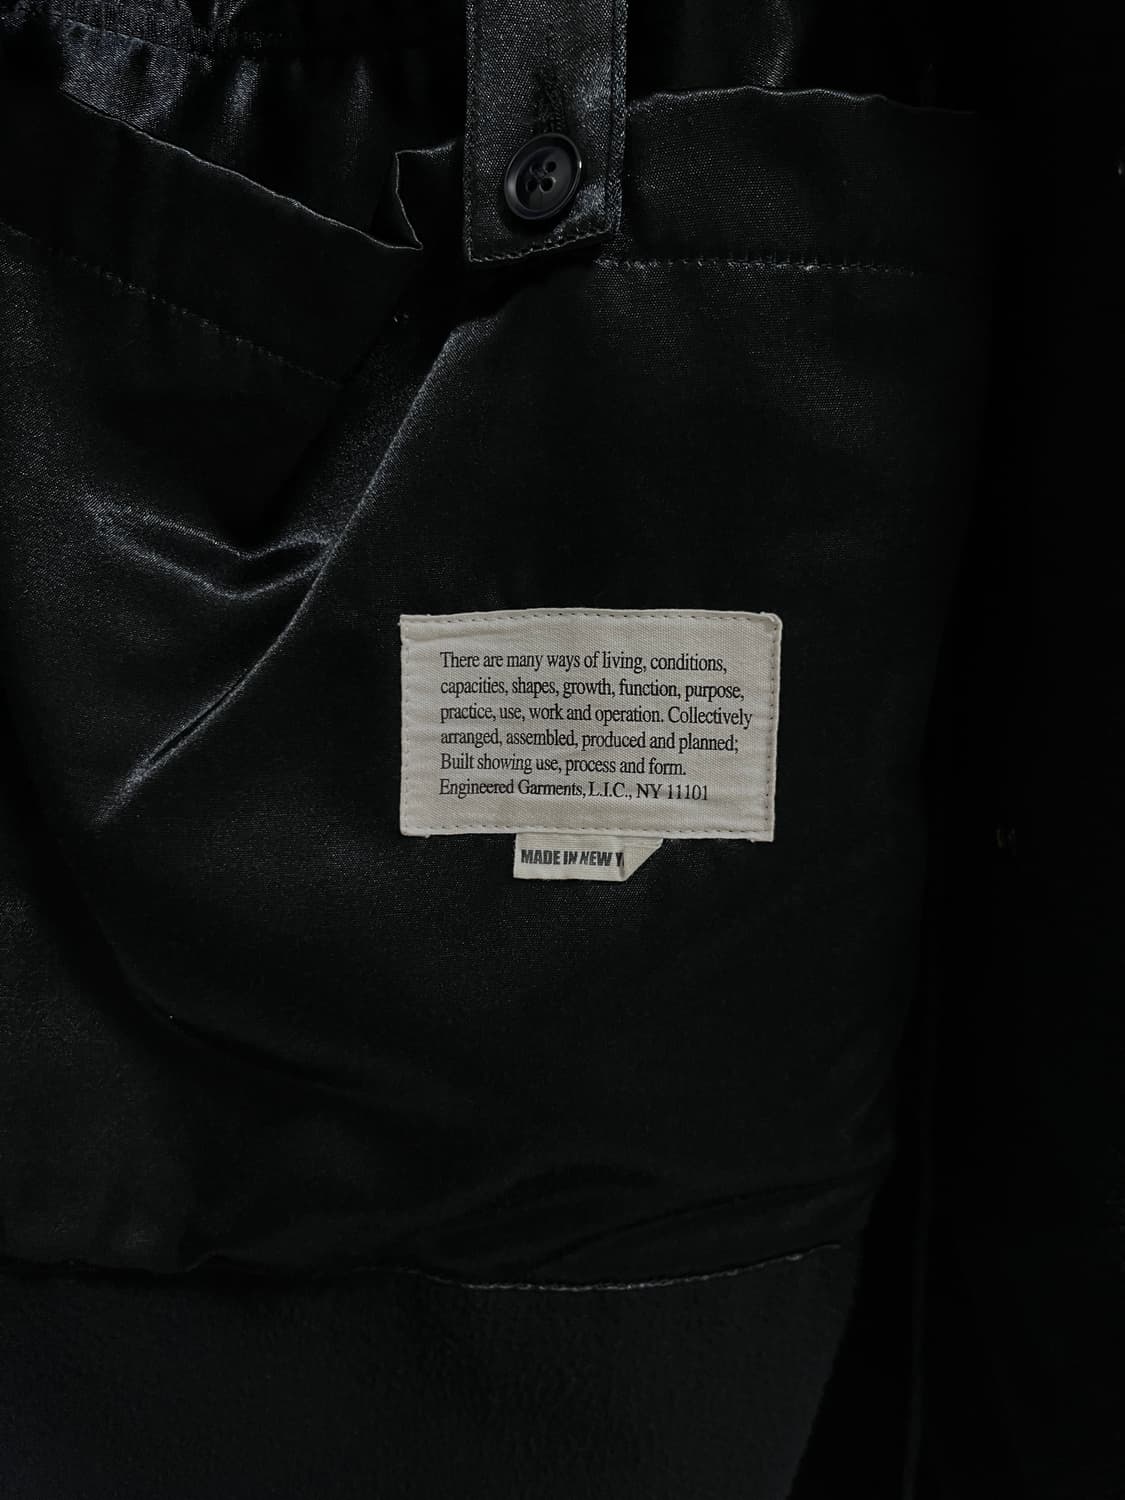 There are many ways of living, conditions,
capacities, shapes, growth, function, purpose,
practice, use, work and operation. Collectively
arranged, assembled, produced and planned;
Built showing use, process and form.
Engineered Garments, L.I.C., NY 11101
MADE IN NEW Y